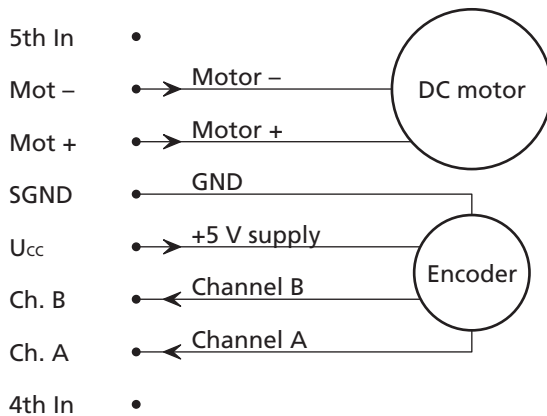 5th In
Mot – Motor – DC motor
Mot + Motor +
SGND GND
Ucc +5 V supply
Encoder
Ch. B Channel B
Ch. A Channel A
4th In